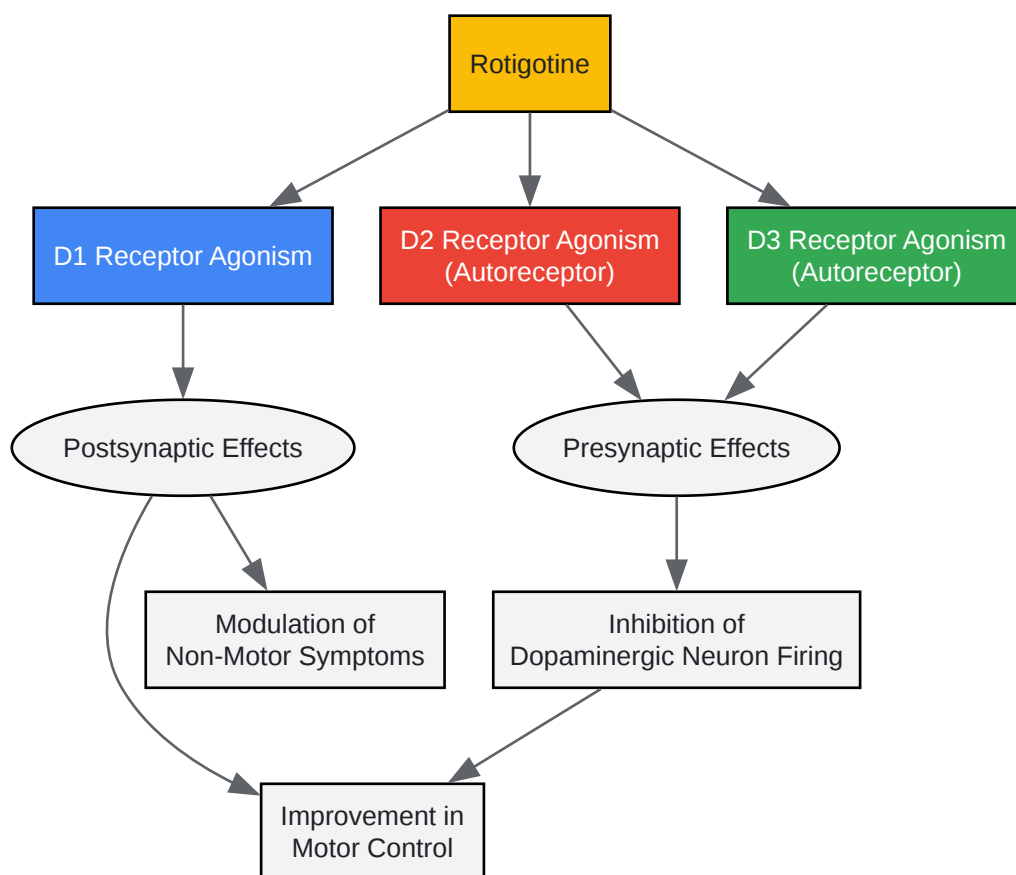 Rotigotine
D1 Receptor Agonism
D2 Receptor Agonism
(Autoreceptor)
D3 Receptor Agonism
(Autoreceptor)
Postsynaptic Effects
Presynaptic Effects
Modulation of
Non-Motor Symptoms
Inhibition of
Dopaminergic Neuron Firing
Improvement in
Motor Control